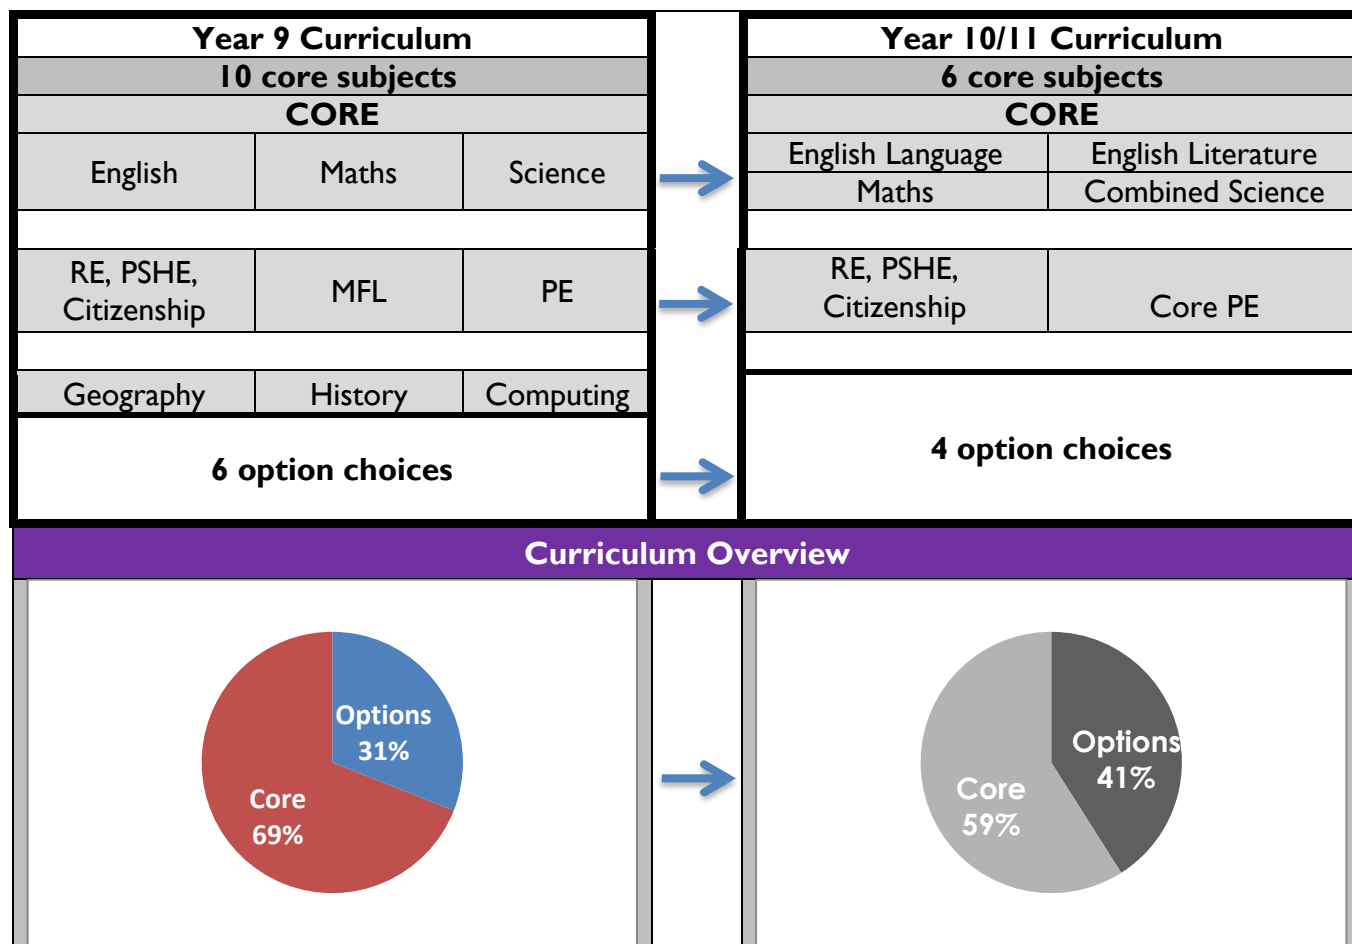 Year 9 Curriculum
10 core subjects
CORE
English
Maths
Science
RE, PSHE,
Citizenship
MFL
PE
Geography
History
Computing
6 option choices
Year 10/11 Curriculum
6 core subjects
CORE
English Language
English Literature
Maths
Combined Science
RE, PSHE,
Citizenship
Core PE
4 option choices
Curriculum Overview
Options
31%
Core
69%
Options
41%
Core
59%